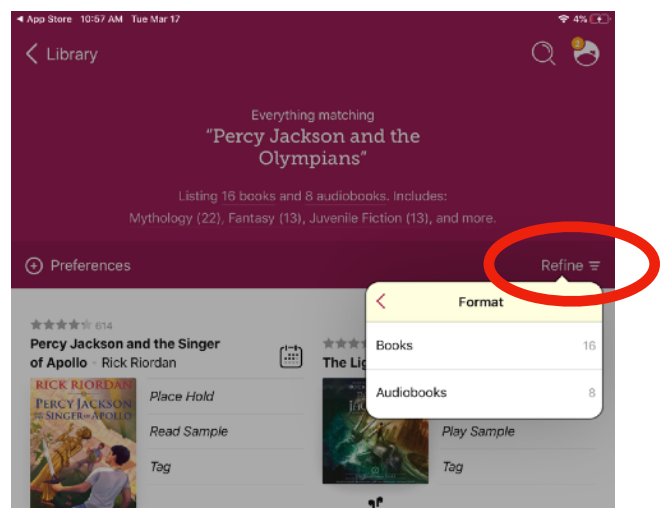 App Store 10:57 AM Tue Mar 17
4%
Library
Everything matching
"Percy Jackson and the
Olympians"
Listing 16 books and 8 audiobooks. Includes:
Mythology (22), Fantasy (13), Juvenile Fiction (13), and more.
Preferences
Refine
Format
Books 16
Audiobooks 8
614
Percy Jackson and the Singer
of Apollo - Rick Riordan
RICK RIORDAN
PERCY JACKSON
AND THE
SINGER OF APOLLO
Place Hold
Read Sample
Tag
The Lig
Play Sample
Tag